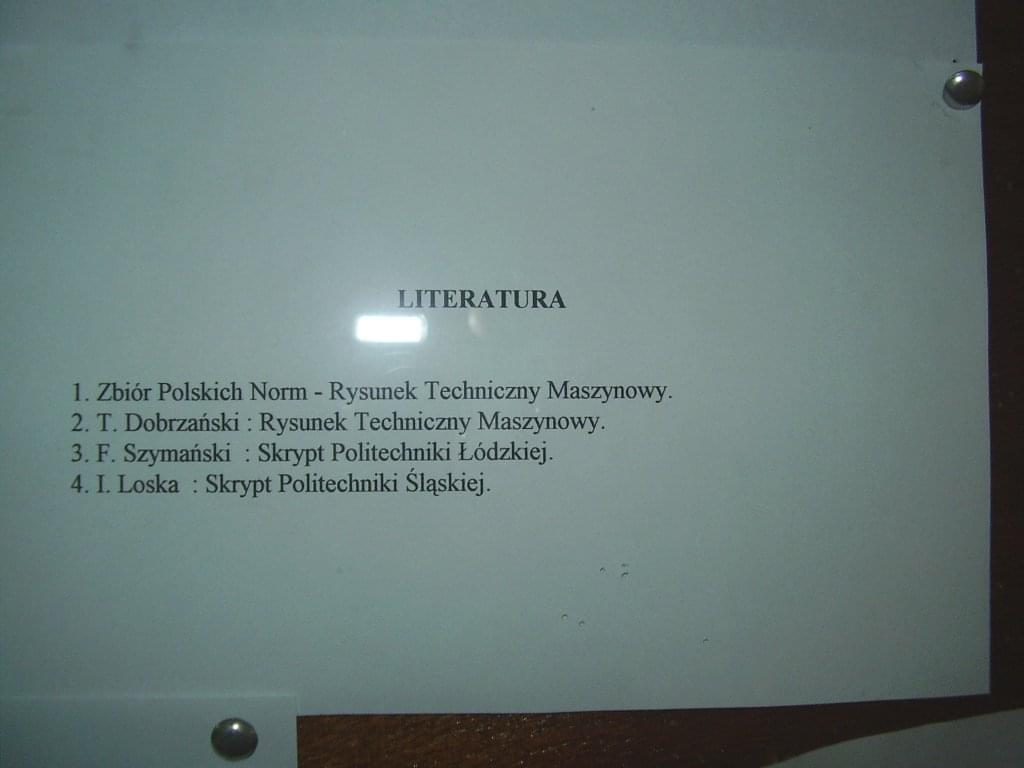 LITERATURA
1. Zbiór Polskich Norm - Rysunek Techniczny Maszynowy.
2. T. Dobrzański : Rysunek Techniczny Maszynowy.
3. F. Szymański : Skrypt Politechniki Łódzkiej.
4. I. Loska : Skrypt Politechniki Śląskiej.